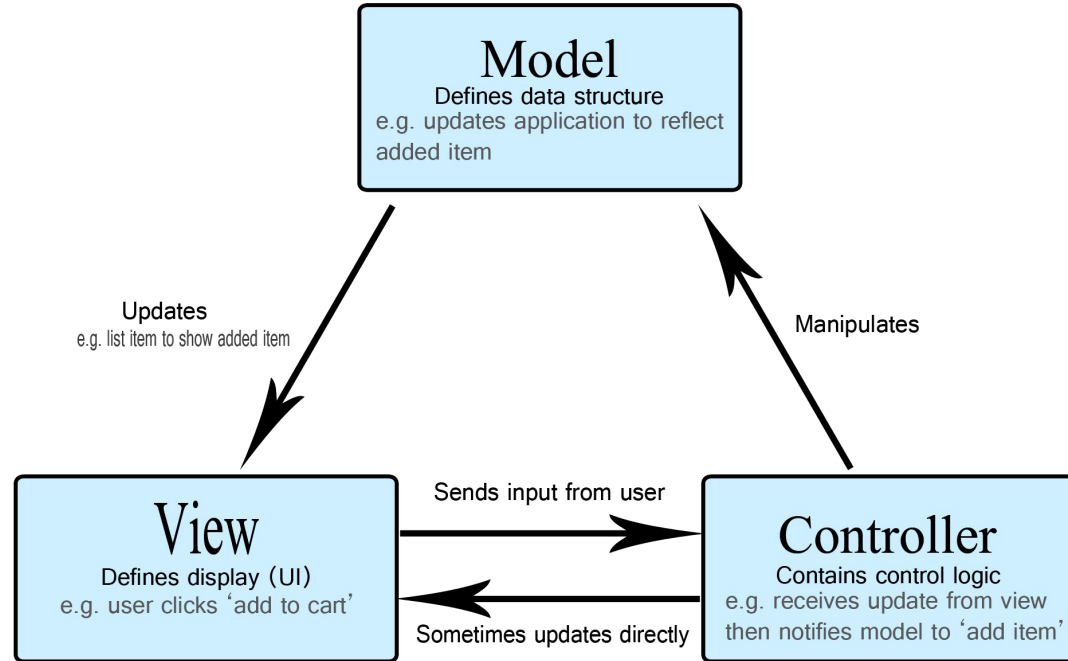 Model
Defines data structure
e.g. updates application to reflect
added item
Updates
e.g. list item to show added item
Manipulates
Sends input from user
View
Defines display (UI)
e.g. user clicks ‘add to cart’
Sometimes updates directly
Controller
Contains control logic
e.g. receives update from view
then notifies model to ‘add item’